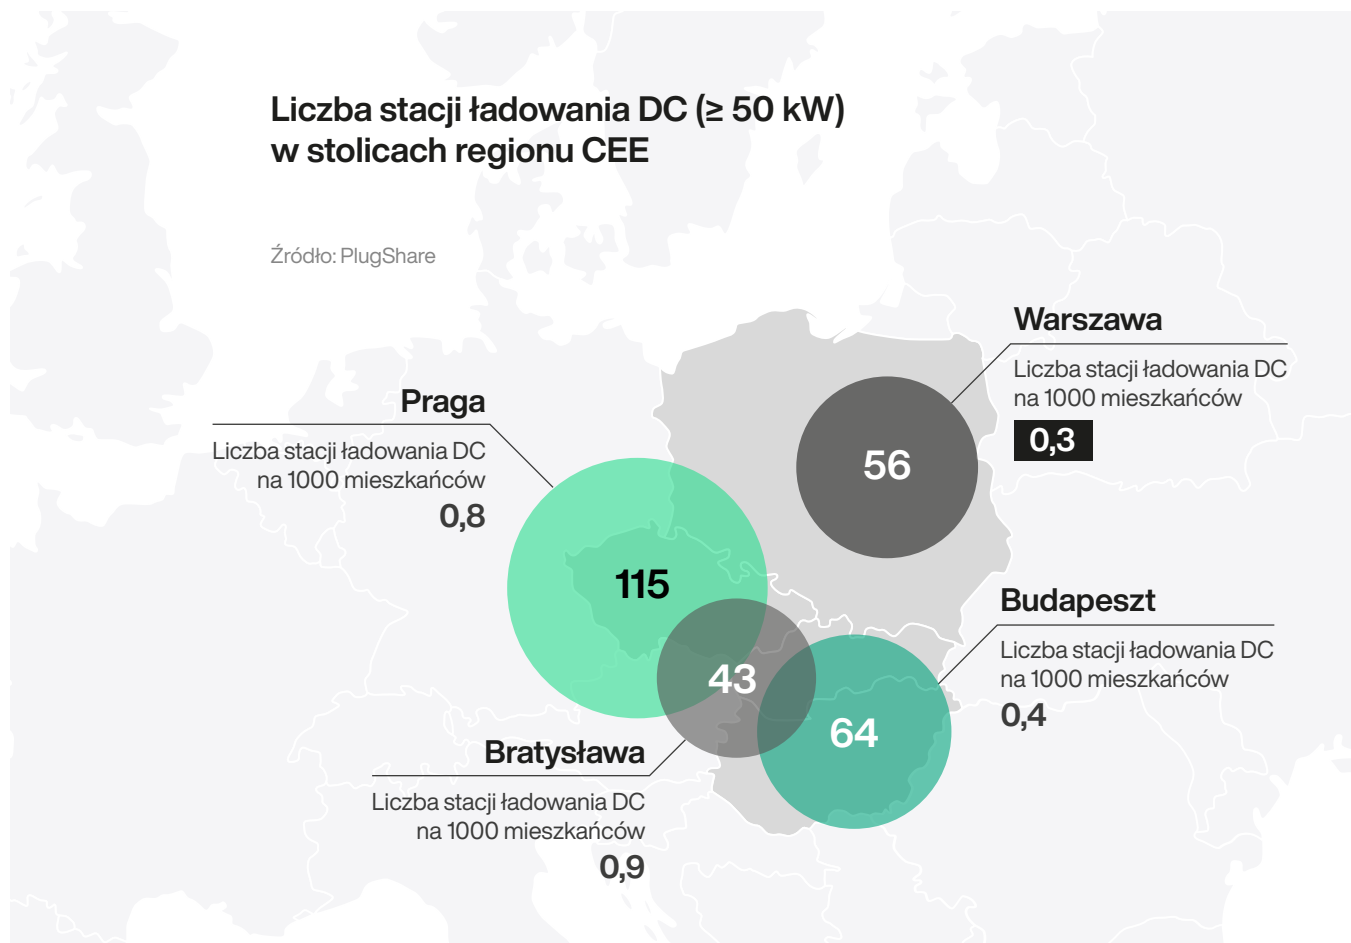 Liczba stacji ładowania DC (≥ 50 kW)
w stolicach regionu CEE
Źródło: PlugShare
Warszawa
Liczba stacji ładowania DC
na 1000 mieszkańców
0,3
56
Praga
Liczba stacji ładowania DC
na 1000 mieszkańców
0,8
115
Budapeszt
Liczba stacji ładowania DC
na 1000 mieszkańców
0,4
64
43
Bratysława
Liczba stacji ładowania DC
na 1000 mieszkańców
0,9